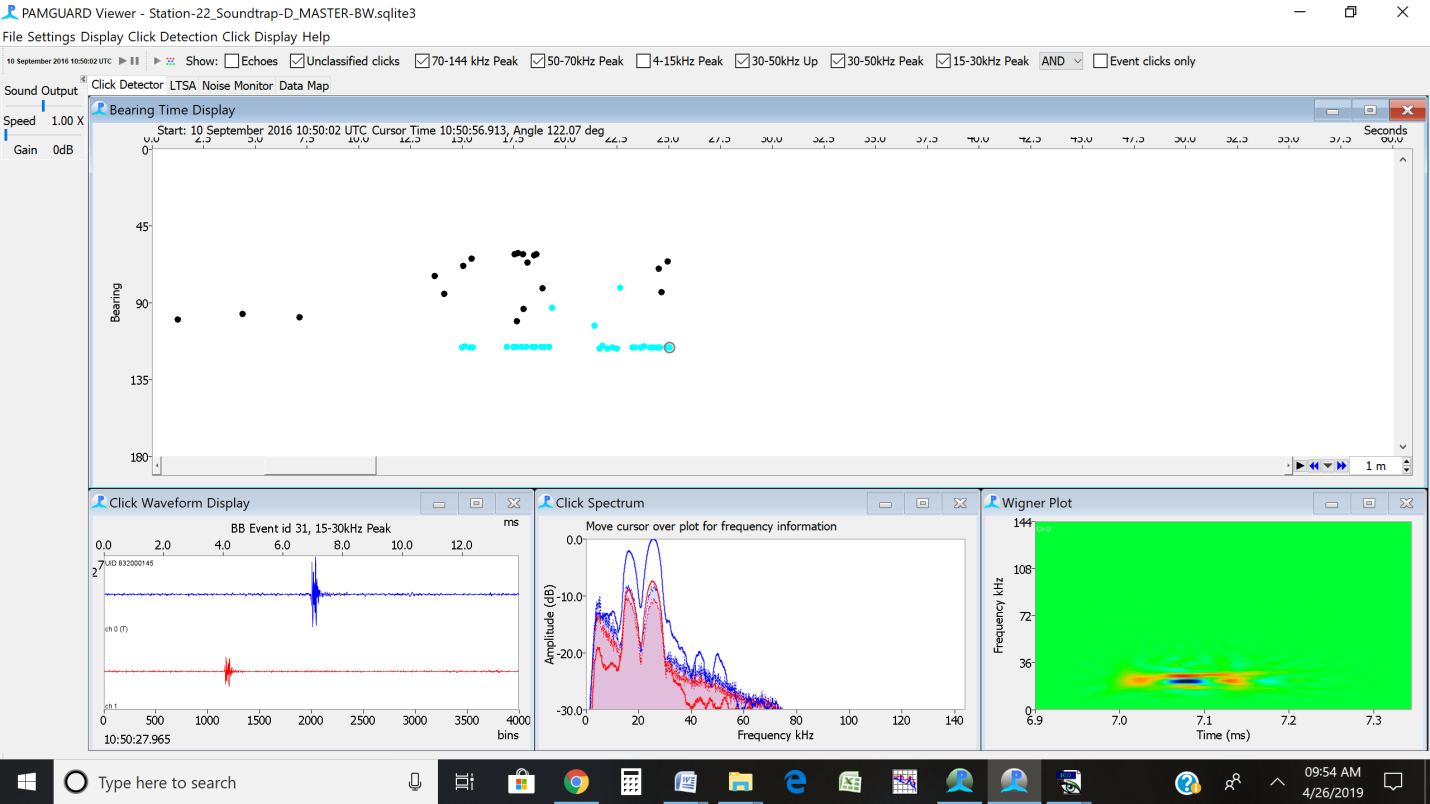 PAMGUARD Viewer - Station-22_Soundtrap-D_MASTER-BW.sqlite3
File Settings Display Click Detection Click Display Help
10 September 2016 10:50:02 UTC Show: Echoes Unclassified clicks 70-144 kHz Peak 50-70kHz Peak 4-15kHz Peak 30-50kHz Up 30-50kHz Peak 15-30kHz Peak AND Event clicks only
Sound Output
Speed 1.00 X
Gain 0dB
Click Detector LTSA Noise Monitor Data Map
Bearing Time Display
Start: 10 September 2016 10:50:02 UTC Cursor Time 10:50:56.913, Angle 122.07 deg Seconds
0.0 2.5 5.0 7.5 10.0 12.5 15.0 17.5 20.0 22.5 25.0 27.5 30.0 32.5 35.0 37.5 40.0 42.5 45.0 47.5 50.0 52.5 55.0 57.5 60.0
0
45
90
135
180
Bearing
1 m
Click Waveform Display
BB Event id 31, 15-30kHz Peak ms
0.0 2.0 4.0 6.0 8.0 10.0 12.0
2 7
UID 832000145
ch 0 (T)
ch 1
0 500 1000 1500 2000 2500 3000 3500 4000
bins
10:50:27.965
Click Spectrum
Move cursor over plot for frequency information
0.0
-10.0
-20.0
-30.0
Amplitude (dB)
0 20 40 60 80 100 120 140
Frequency kHz
Wigner Plot
Ch 0
144
108
72
36
0
Frequency kHz
6.9 7.0 7.1 7.2 7.3
Time (ms)
Type here to search
09:54 AM
4/26/2019